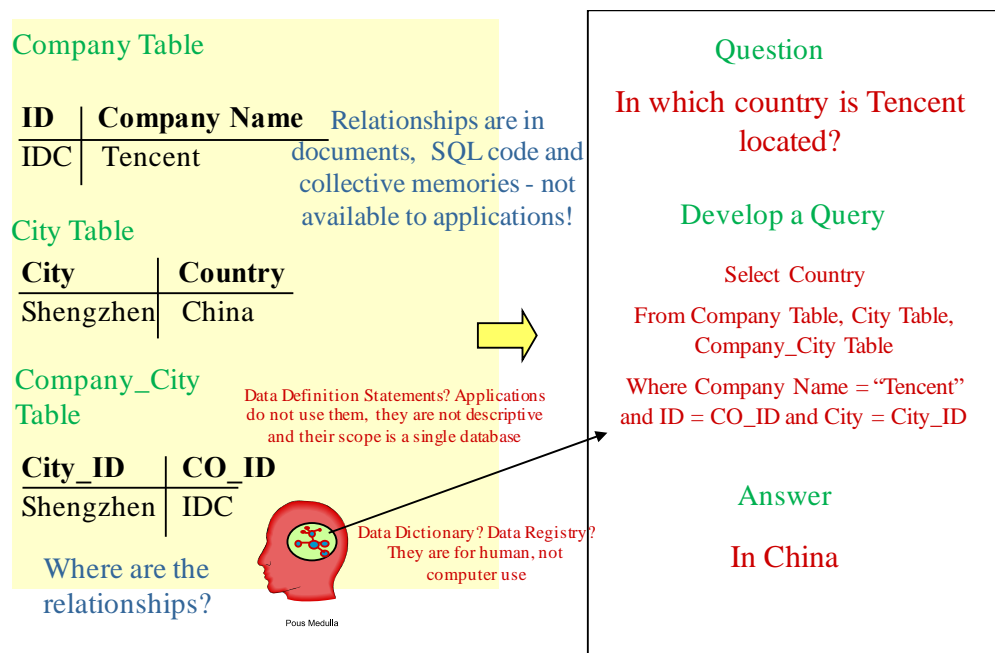 Company Table
ID Company Name
IDC Tencent
Relationships are in
documents, SQL code and
collective memories - not
available to applications!
City Table
City Country
Shengzhen China
Company_City
Table
Data Definition Statements? Applications
do not use them, they are not descriptive
and their scope is a single database
City_ID CO_ID
Shengzhen IDC
Data Dictionary? Data Registry?
They are for human, not
computer use
Where are the
relationships?
Pous Medulla
Question
In which country is Tencent
located?
Develop a Query
Select Country
From Company Table, City Table,
Company_City Table
Where Company Name = “Tencent”
and ID = CO_ID and City = City_ID
Answer
In China